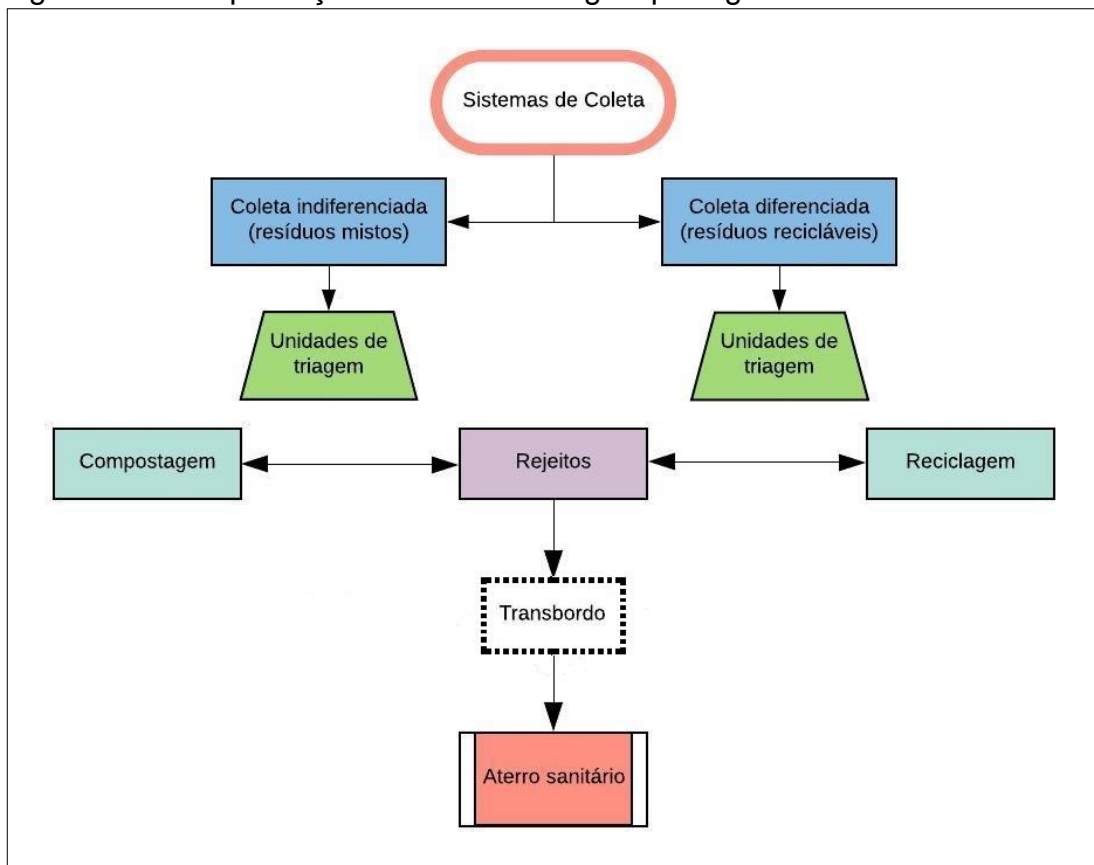 Sistemas de Coleta
Coleta indiferenciada
(resíduos mistos)
Coleta diferenciada
(resíduos recicláveis)
Unidades de
triagem
Unidades de
triagem
Compostagem
Rejeitos
Reciclagem
Transbordo
Aterro sanitário